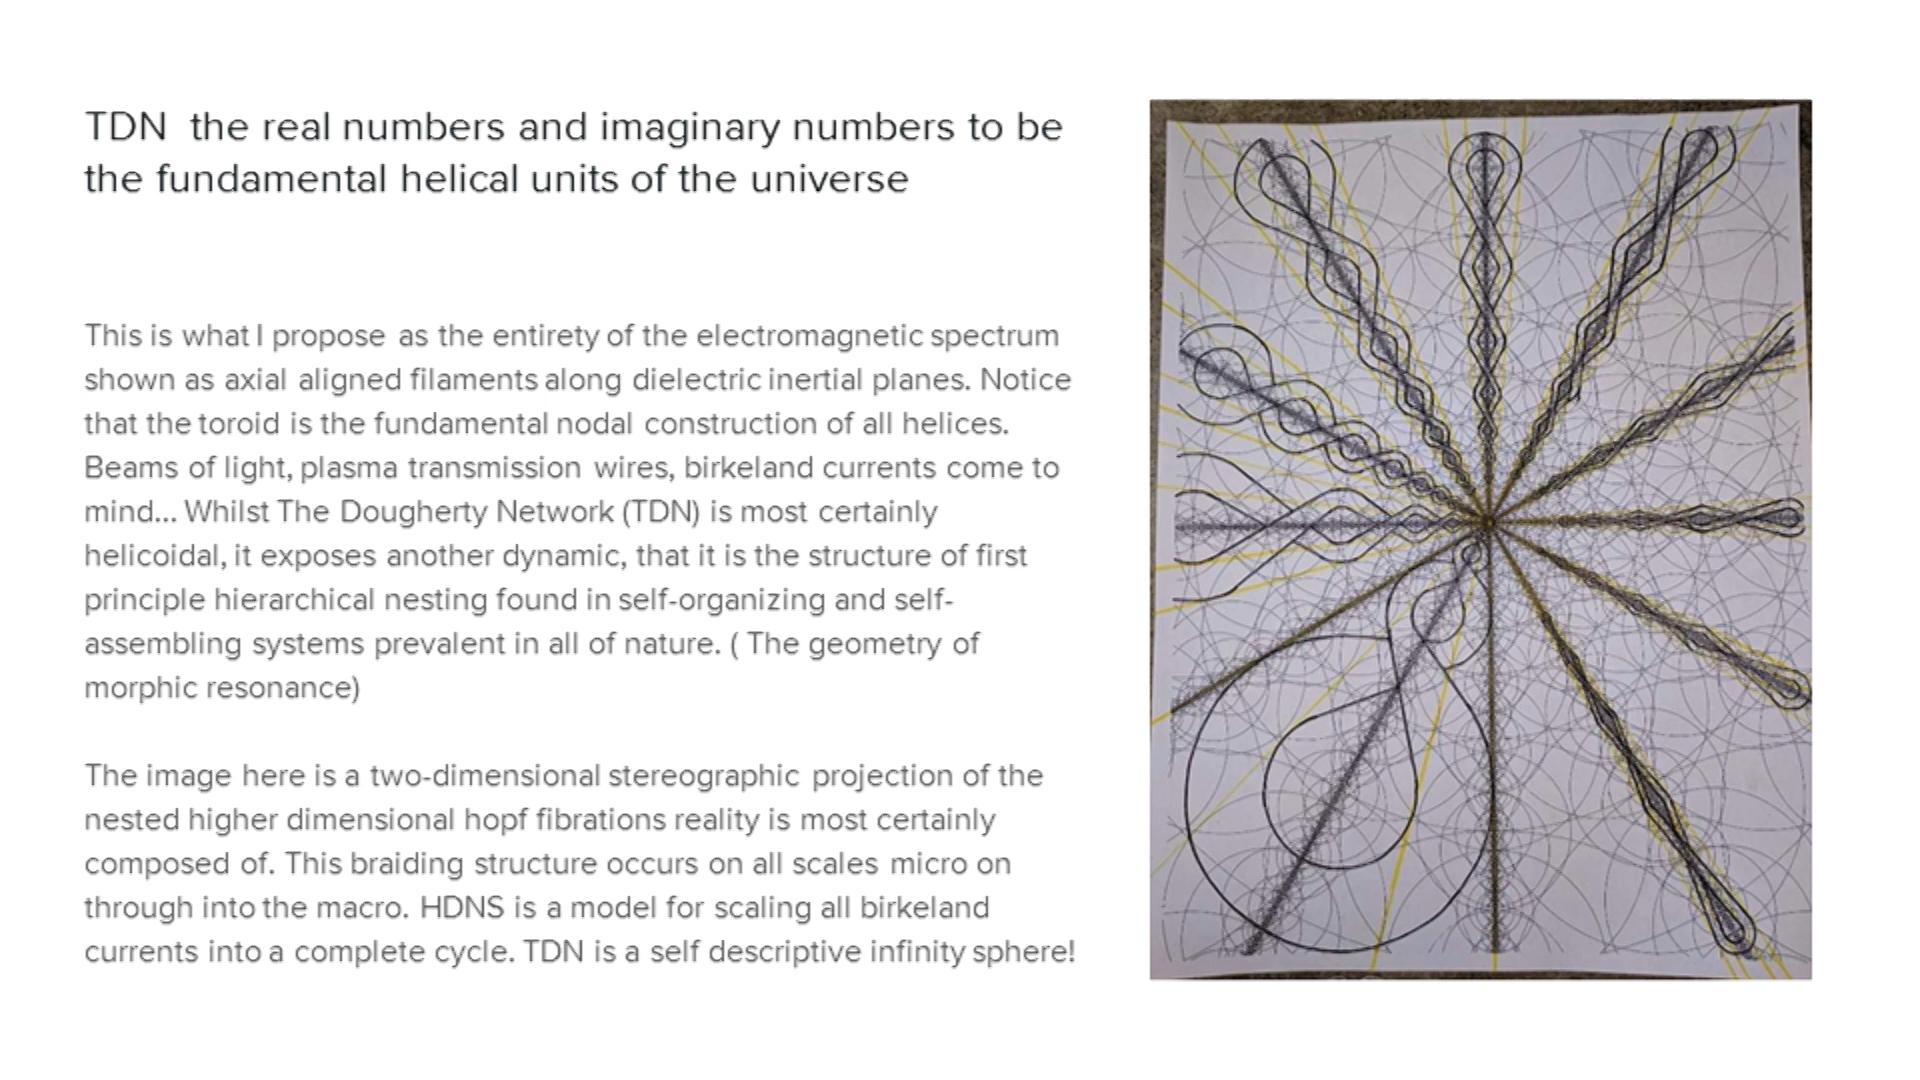 TDN the real numbers and imaginary numbers to be
the fundamental helical units of the universe
This is what I propose as the entirety of the electromagnetic spectrum
shown as axial aligned filaments along dielectric inertial planes. Notice
that the toroid is the fundamental nodal construction of all helices.
Beams of light, plasma transmission wires, birkeland currents come to
mind... Whilst The Dougherty Network (TDN) is most certainly
helicoidal, it exposes another dynamic, that it is the structure of first
principle hierarchical nesting found in self-organizing and self-
assembling systems prevalent in all of nature. ( The geometry of
morphic resonance)
The image here is a two-dimensional stereographic projection of the
nested higher dimensional hopf fibrations reality is most certainly
composed of. This braiding structure occurs on all scales micro on
through into the macro. HDNS is a model for scaling all birkeland
currents into a complete cycle. TDN is a self descriptive infinity sphere!